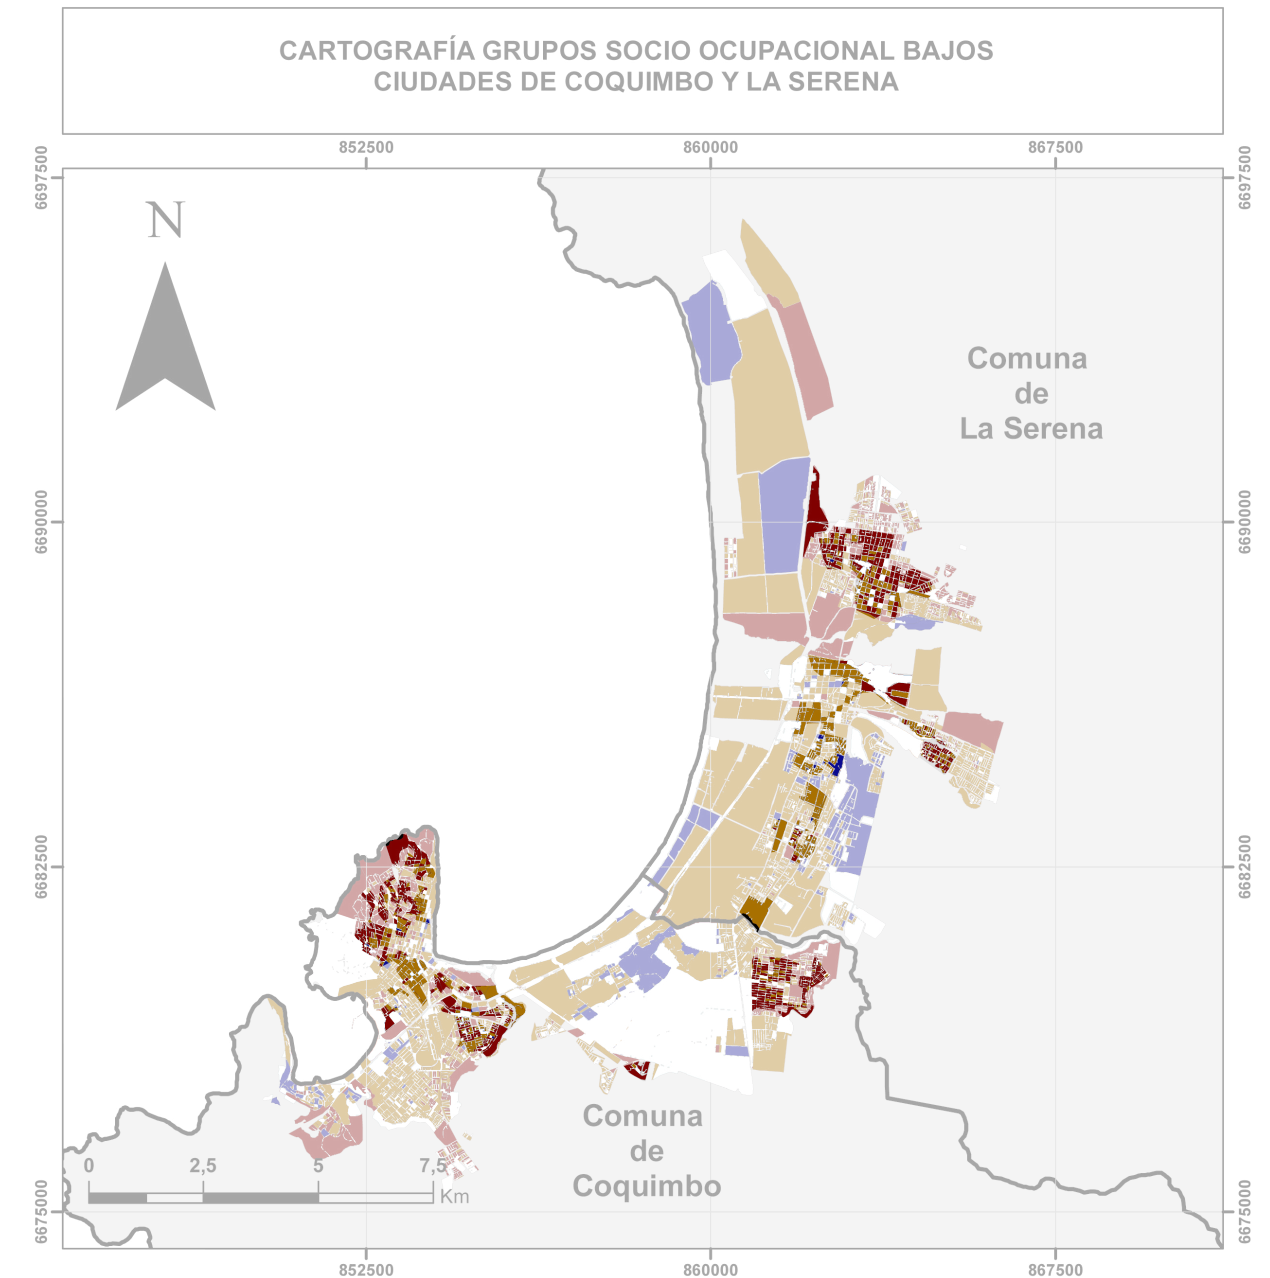 CARTOGRAFÍA GRUPOS SOCIO OCUPACIONAL BAJOS
CIUDADES DE COQUIMBO Y LA SERENA
852500
860000
867500
6697500
6697500
N
Comuna
de
La Serena
6690000
6690000
6682500
6682500
Comuna
de
Coquimbo
0
2,5
5
7,5
Km
6675000
6675000
852500
860000
867500